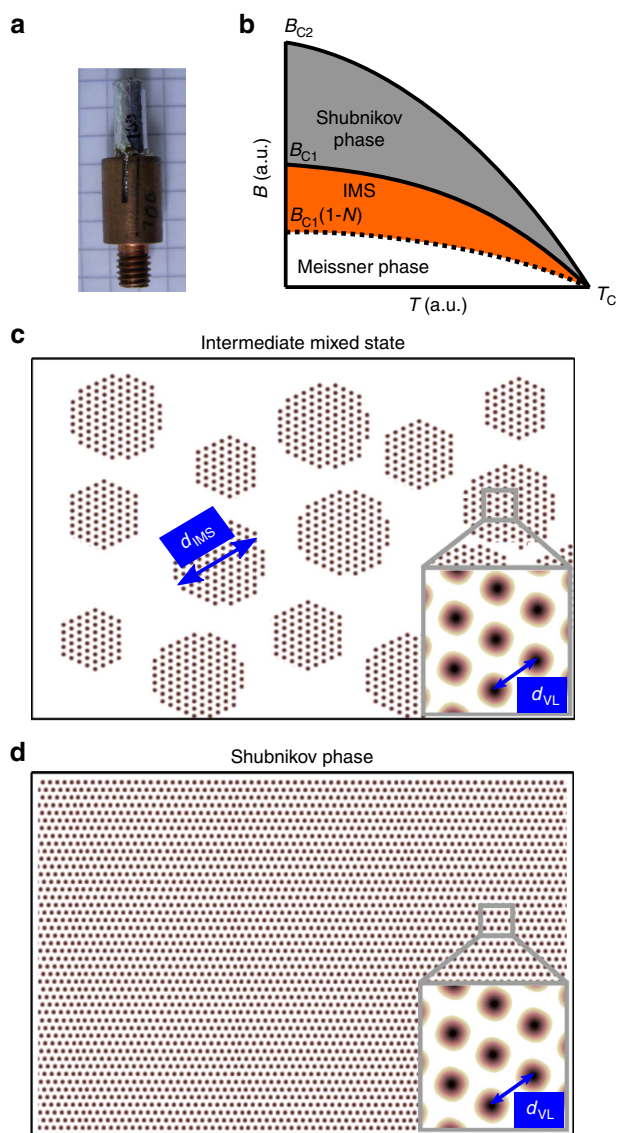 a
b
B_C2
Shubnikov
phase
B_C1
IMS
B (a.u.)
B_C1(1-N)
Meissner phase
T (a.u.)
T_C
c
Intermediate mixed state
d_IMS
d_VL
d
Shubnikov phase
d_VL